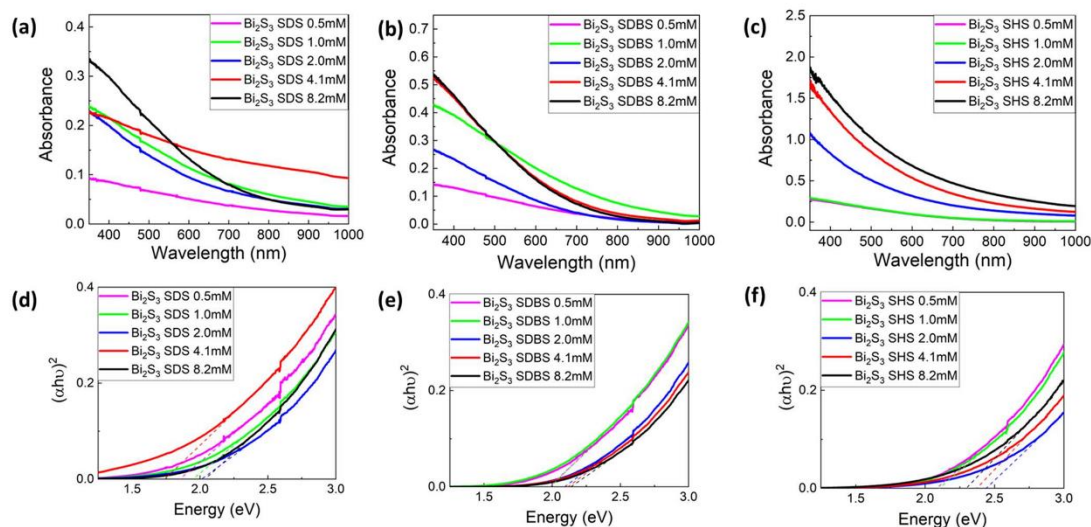 (a)
Bi₂S₃ SDS 0.5mM
Bi₂S₃ SDS 1.0mM
Bi₂S₃ SDS 2.0mM
Bi₂S₃ SDS 4.1mM
Bi₂S₃ SDS 8.2mM
0.4
0.3
0.2
0.1
0.0
Absorbance
400 500 600 700 800 900 1000
Wavelength (nm)
(b)
Bi₂S₃ SDBS 0.5mM
Bi₂S₃ SDBS 1.0mM
Bi₂S₃ SDBS 2.0mM
Bi₂S₃ SDBS 4.1mM
Bi₂S₃ SDBS 8.2mM
0.7
0.6
0.5
0.4
0.3
0.2
0.1
0.0
Absorbance
400 500 600 700 800 900 1000
Wavelength (nm)
(c)
Bi₂S₃ SHS 0.5mM
Bi₂S₃ SHS 1.0mM
Bi₂S₃ SHS 2.0mM
Bi₂S₃ SHS 4.1mM
Bi₂S₃ SHS 8.2mM
2.5
2.0
1.5
1.0
0.5
0.0
Absorbance
400 500 600 700 800 900 1000
Wavelength (nm)
(d)
Bi₂S₃ SDS 0.5mM
Bi₂S₃ SDS 1.0mM
Bi₂S₃ SDS 2.0mM
Bi₂S₃ SDS 4.1mM
Bi₂S₃ SDS 8.2mM
0.4
0.2
0.0
(αhυ)²
1.5 2.0 2.5 3.0
Energy (eV)
(e)
Bi₂S₃ SDBS 0.5mM
Bi₂S₃ SDBS 1.0mM
Bi₂S₃ SDBS 2.0mM
Bi₂S₃ SDBS 4.1mM
Bi₂S₃ SDBS 8.2mM
0.4
0.2
0.0
(αhυ)²
1.5 2.0 2.5 3.0
Energy (eV)
(f)
Bi₂S₃ SHS 0.5mM
Bi₂S₃ SHS 1.0mM
Bi₂S₃ SHS 2.0mM
Bi₂S₃ SHS 4.1mM
Bi₂S₃ SHS 8.2mM
0.4
0.2
0.0
(αhυ)²
1.5 2.0 2.5 3.0
Energy (eV)